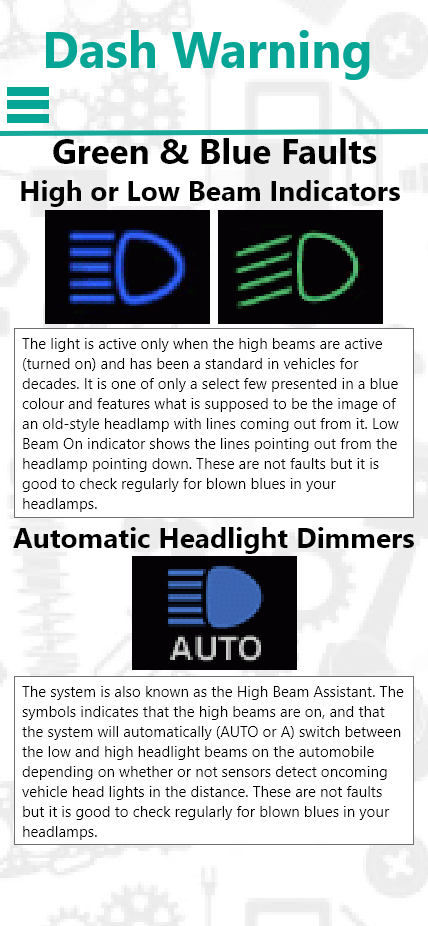 Dash Warning
Green & Blue Faults
High or Low Beam Indicators
The light is active only when the high beams are active
(turned on) and has been a standard in vehicles for
decades. It is one of only a select few presented in a blue
colour and features what is supposed to be the image of
an old-style headlamp with lines coming out from it. Low
Beam On indicator shows the lines pointing out from the
headlamp pointing down. These are not faults but it is
good to check regularly for blown blues in your
headlamps.
Automatic Headlight Dimmers
AUTO
The system is also known as the High Beam Assistant. The
symbols indicates that the high beams are on, and that
the system will automatically (AUTO or A) switch between
the low and high headlight beams on the automobile
depending on whether or not sensors detect oncoming
vehicle head lights in the distance. These are not faults
but it is good to check regularly for blown blues in your
headlamps.